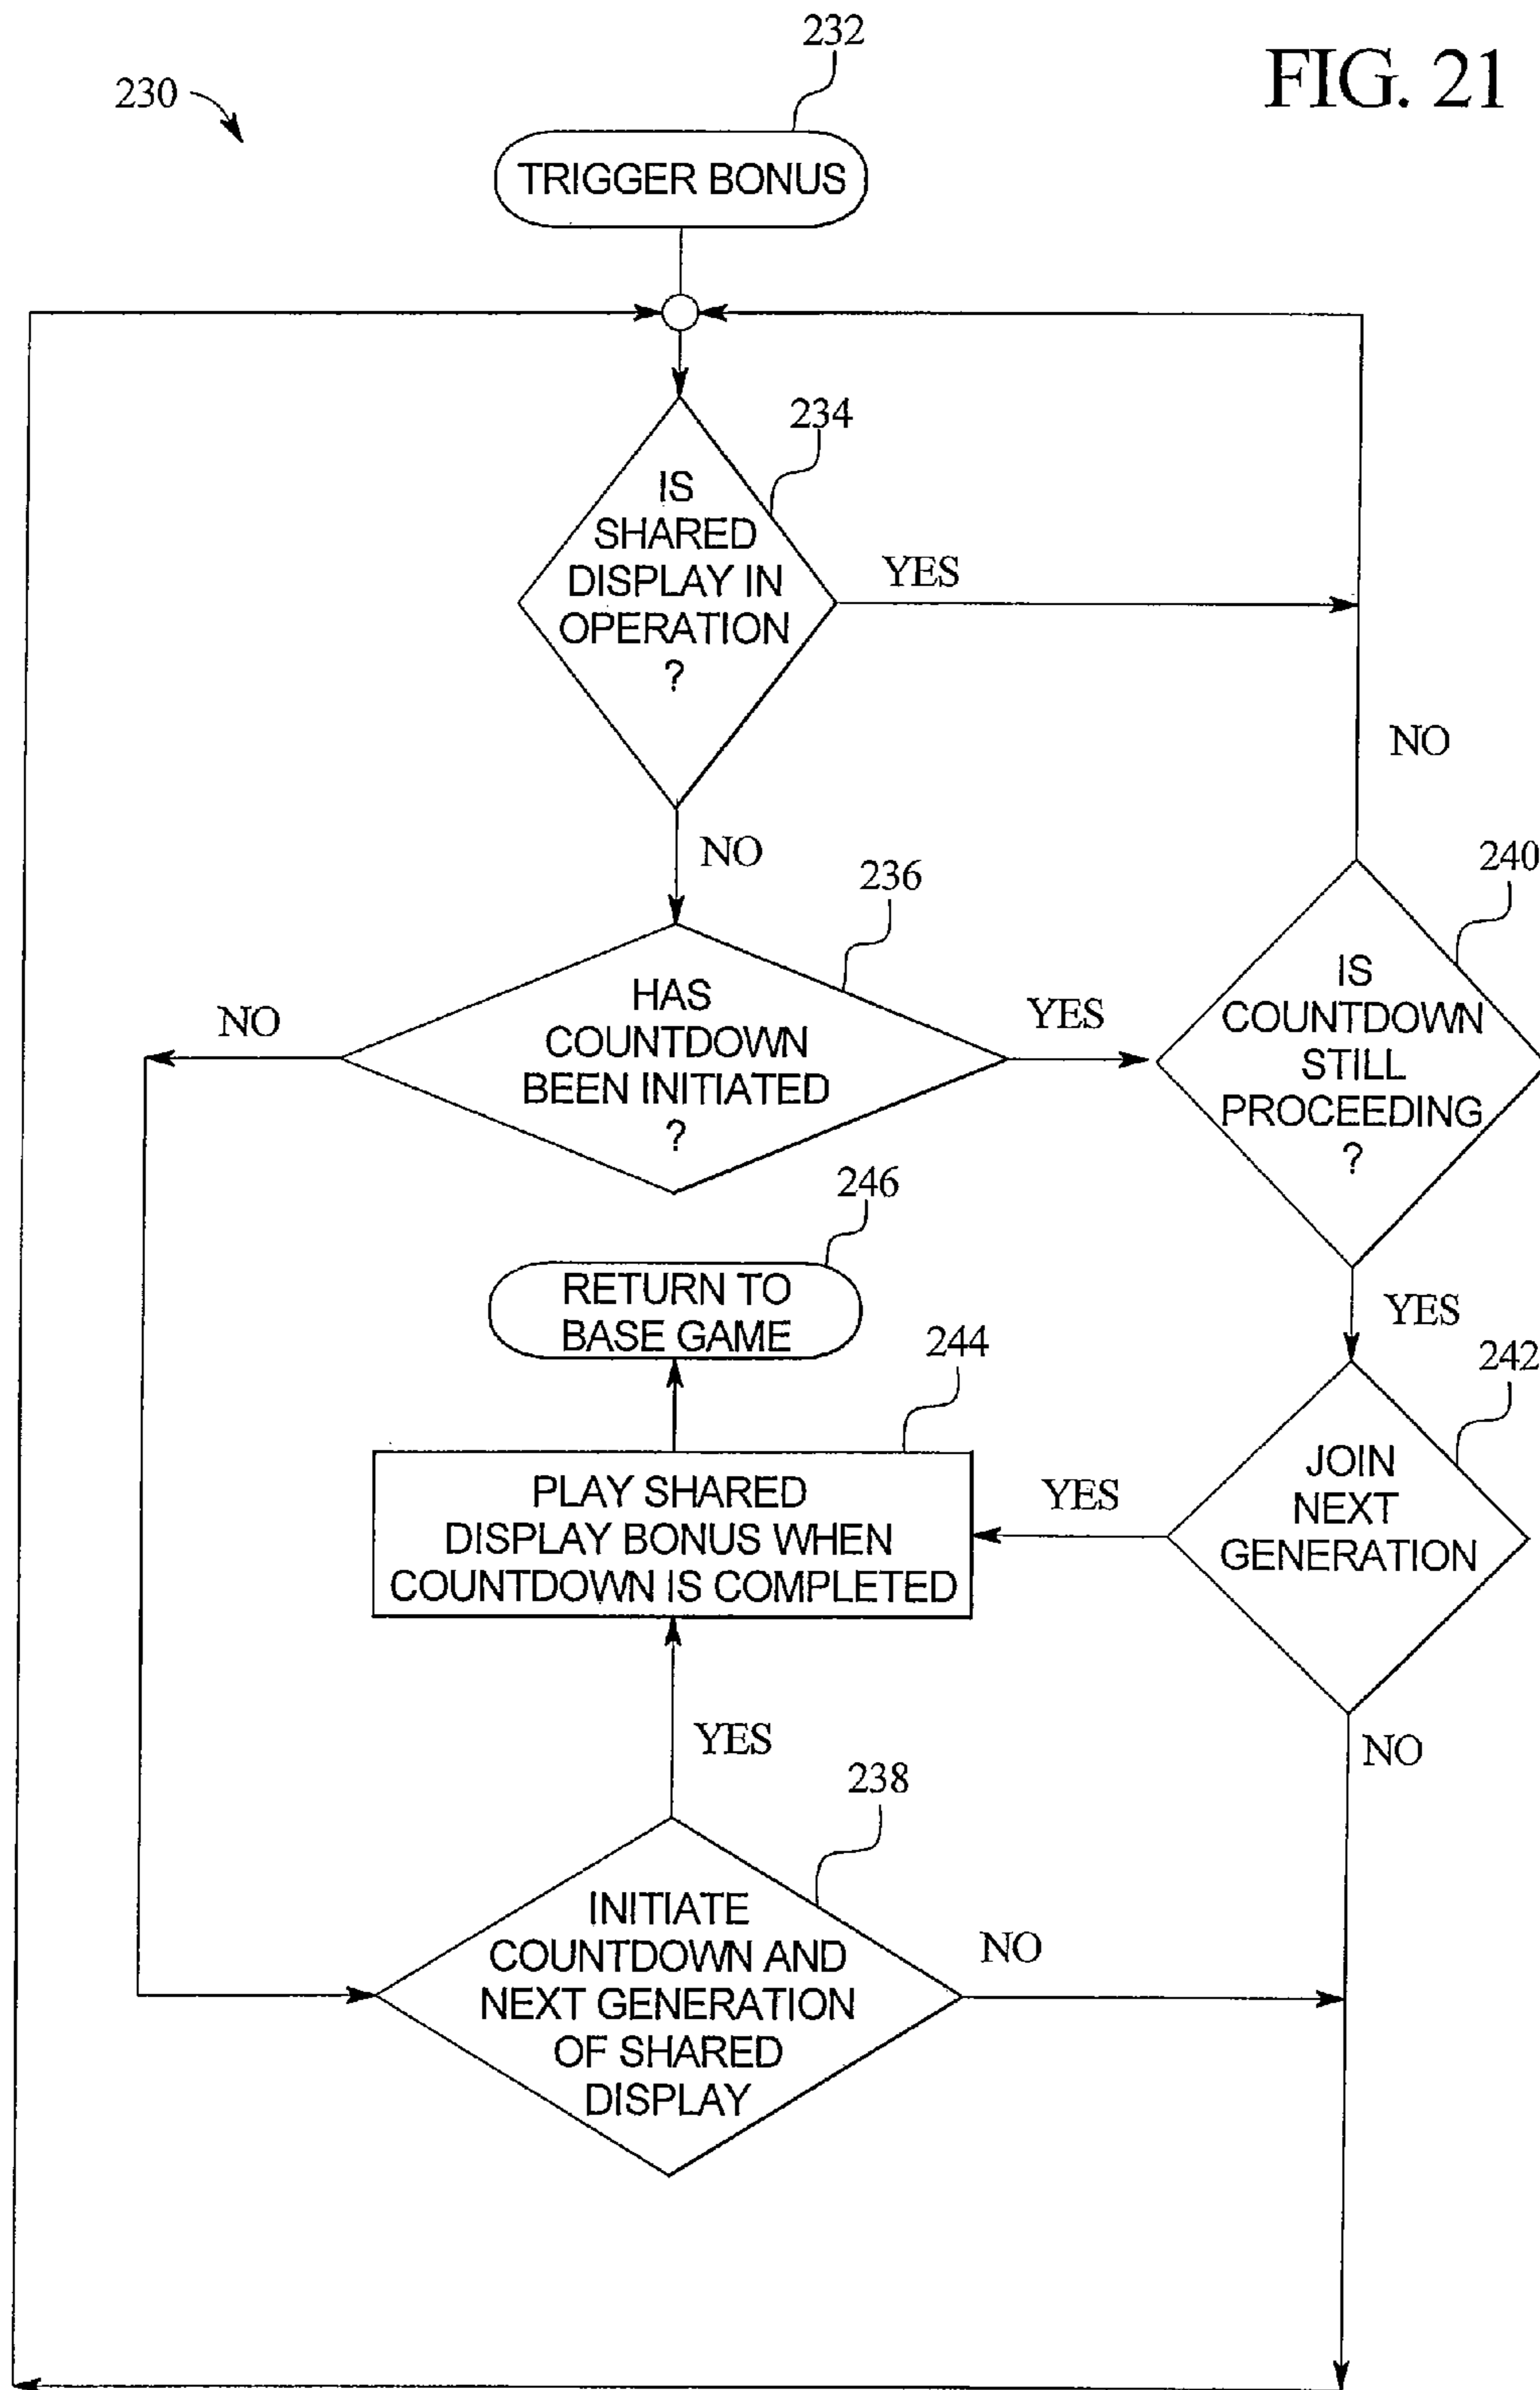 FIG. 21
230
232
TRIGGER BONUS
234
IS
SHARED
DISPLAY IN
OPERATION
?
YES
NO
NO
236
HAS
COUNTDOWN
BEEN INITIATED
?
NO
YES
240
IS
COUNTDOWN
STILL
PROCEEDING
?
YES
246
RETURN TO
BASE GAME
244
PLAY SHARED
DISPLAY BONUS WHEN
COUNTDOWN IS COMPLETED
YES
242
JOIN
NEXT
GENERATION
NO
YES
238
INITIATE
COUNTDOWN AND
NEXT GENERATION
OF SHARED
DISPLAY
NO